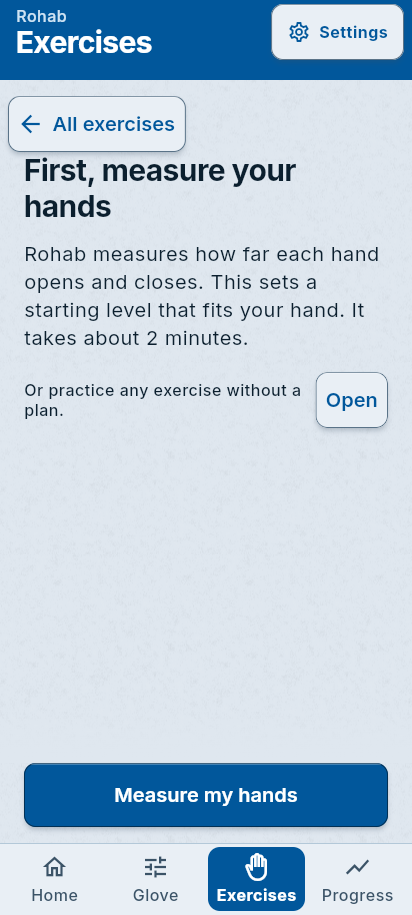 Rohab
Exercises
Settings
All exercises
First, measure your
hands
Rohab measures how far each hand
opens and closes. This sets a
starting level that fits your hand. It
takes about 2 minutes.
Or practice any exercise without a
plan.
Open
Measure my hands
Home
Glove
Exercises
Progress